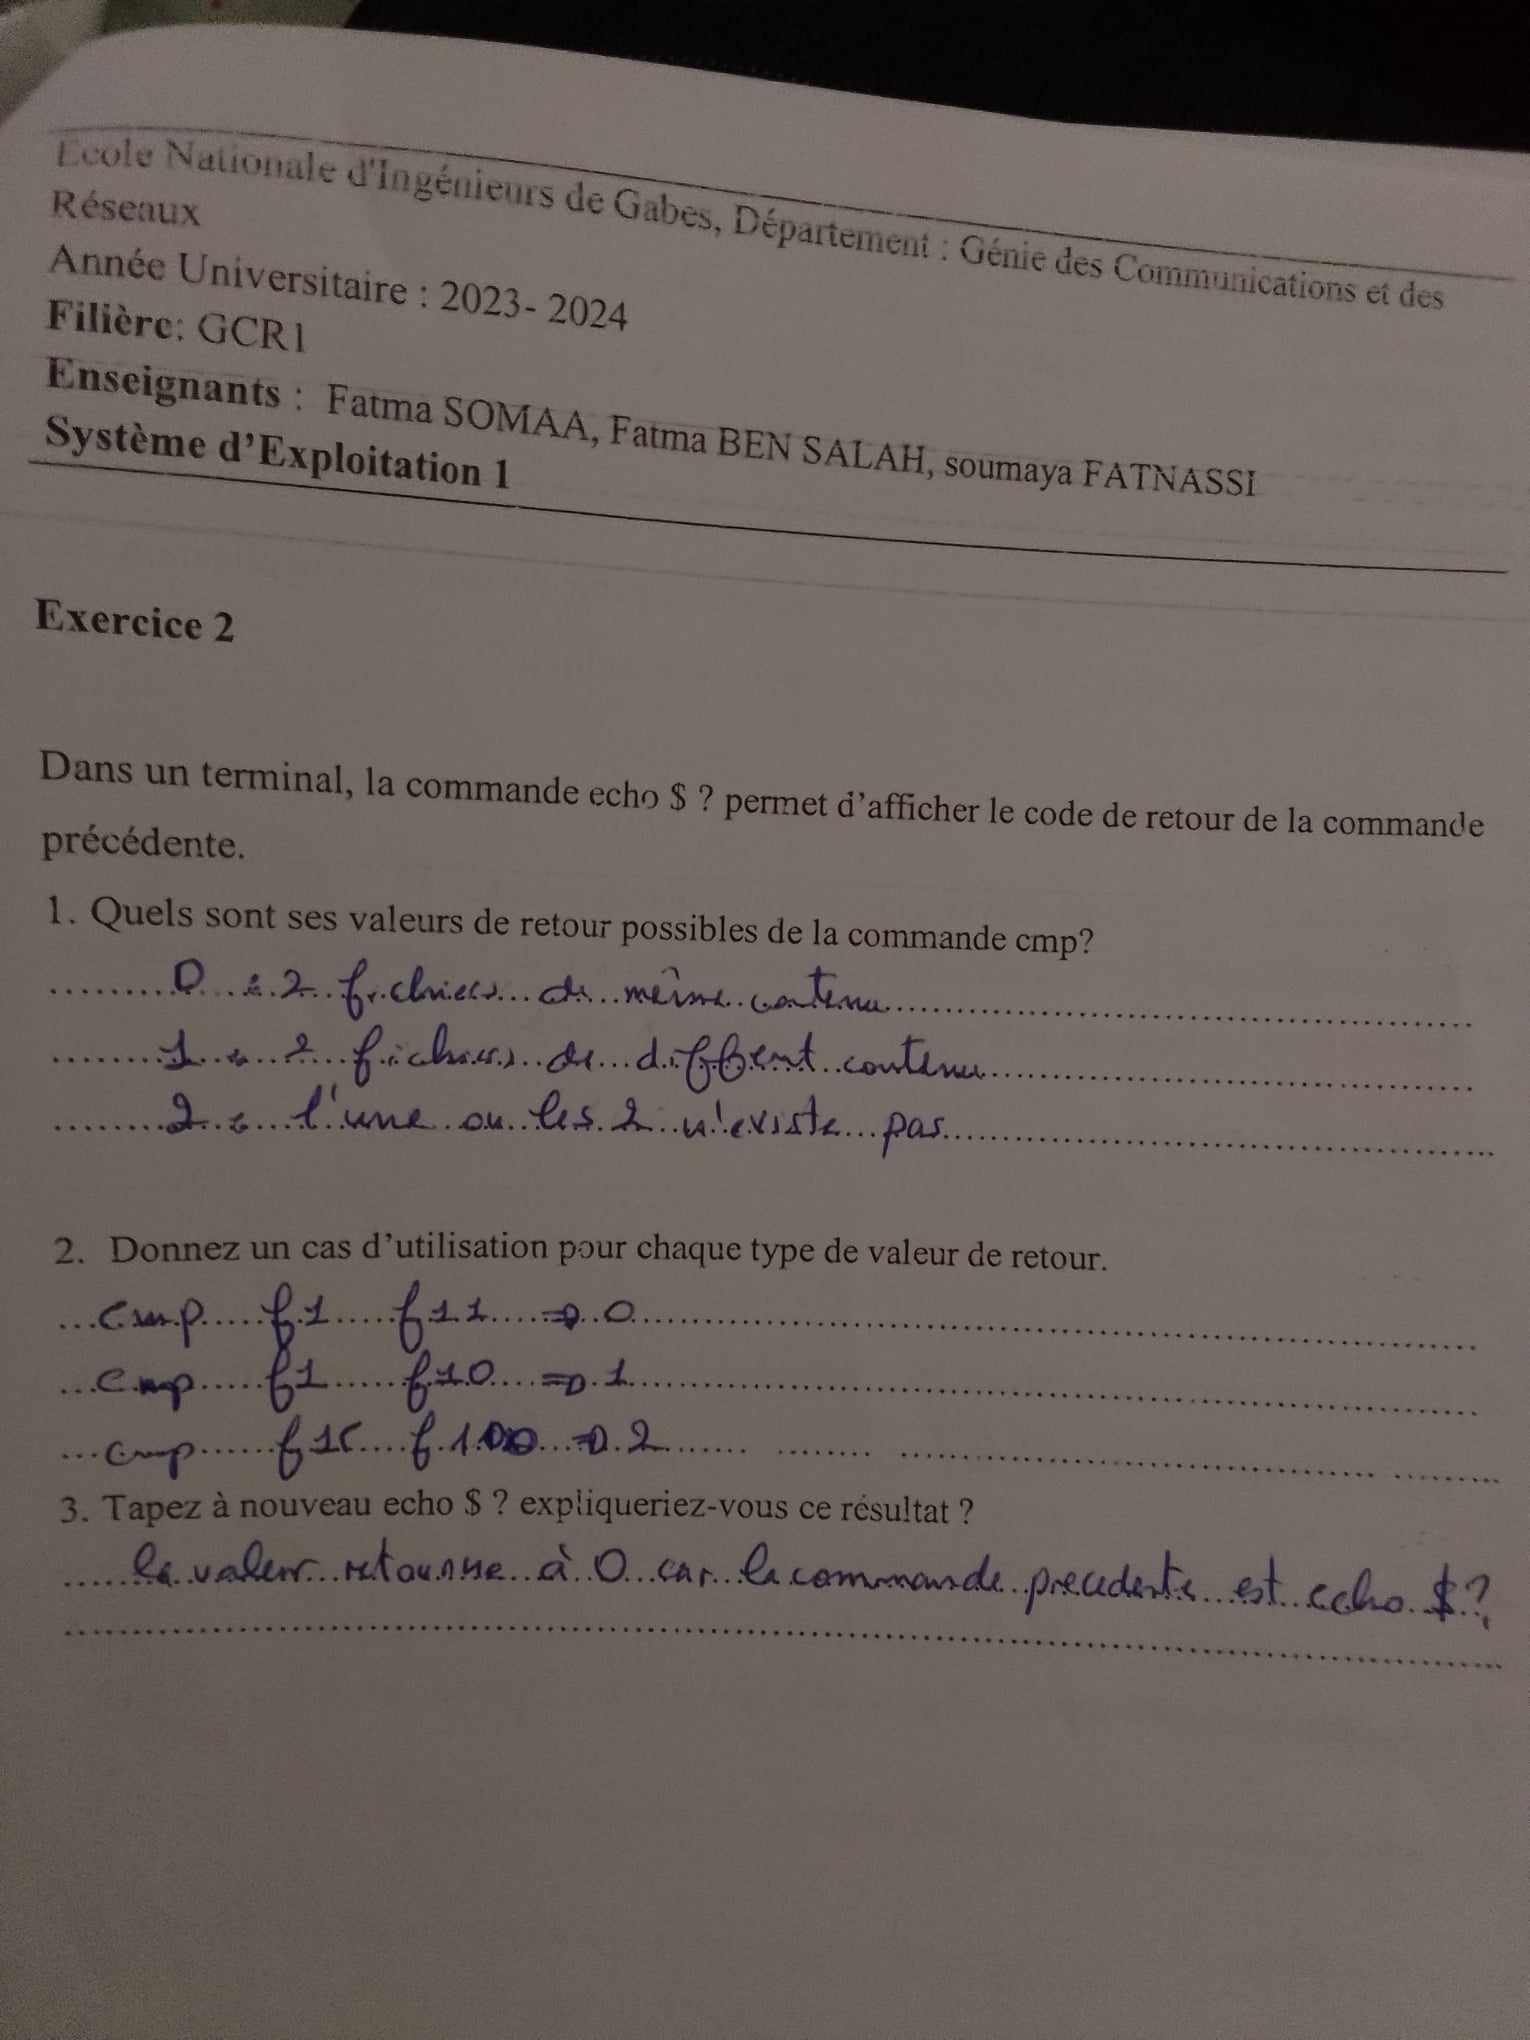 Ecole Nationale d'Ingénieurs de Gabes, Département : Génie des Communications et des
Réseaux
Année Universitaire : 2023- 2024
Filière: GCR1
Enseignants : Fatma SOMAA, Fatma BEN SALAH, soumaya FATNASSI
Système d'Exploitation 1
Exercice 2
Dans un terminal, la commande echo $ ? permet d'afficher le code de retour de la commande
précédente.
1. Quels sont ses valeurs de retour possibles de la commande cmp?
0 : 2 fichiers de même contenu
1 : 2 fichiers de diffent contenu
2 : l'une ou les 2 n'existe pas
2. Donnez un cas d'utilisation pour chaque type de valeur de retour.
cmp f1 f11 => 0
cmp f1 f10 => 1
cmp f100 => 2
3. Tapez à nouveau echo $ ? expliqueriez-vous ce résultat ?
la valeur retourne à 0 car la commande precedente est echo $?